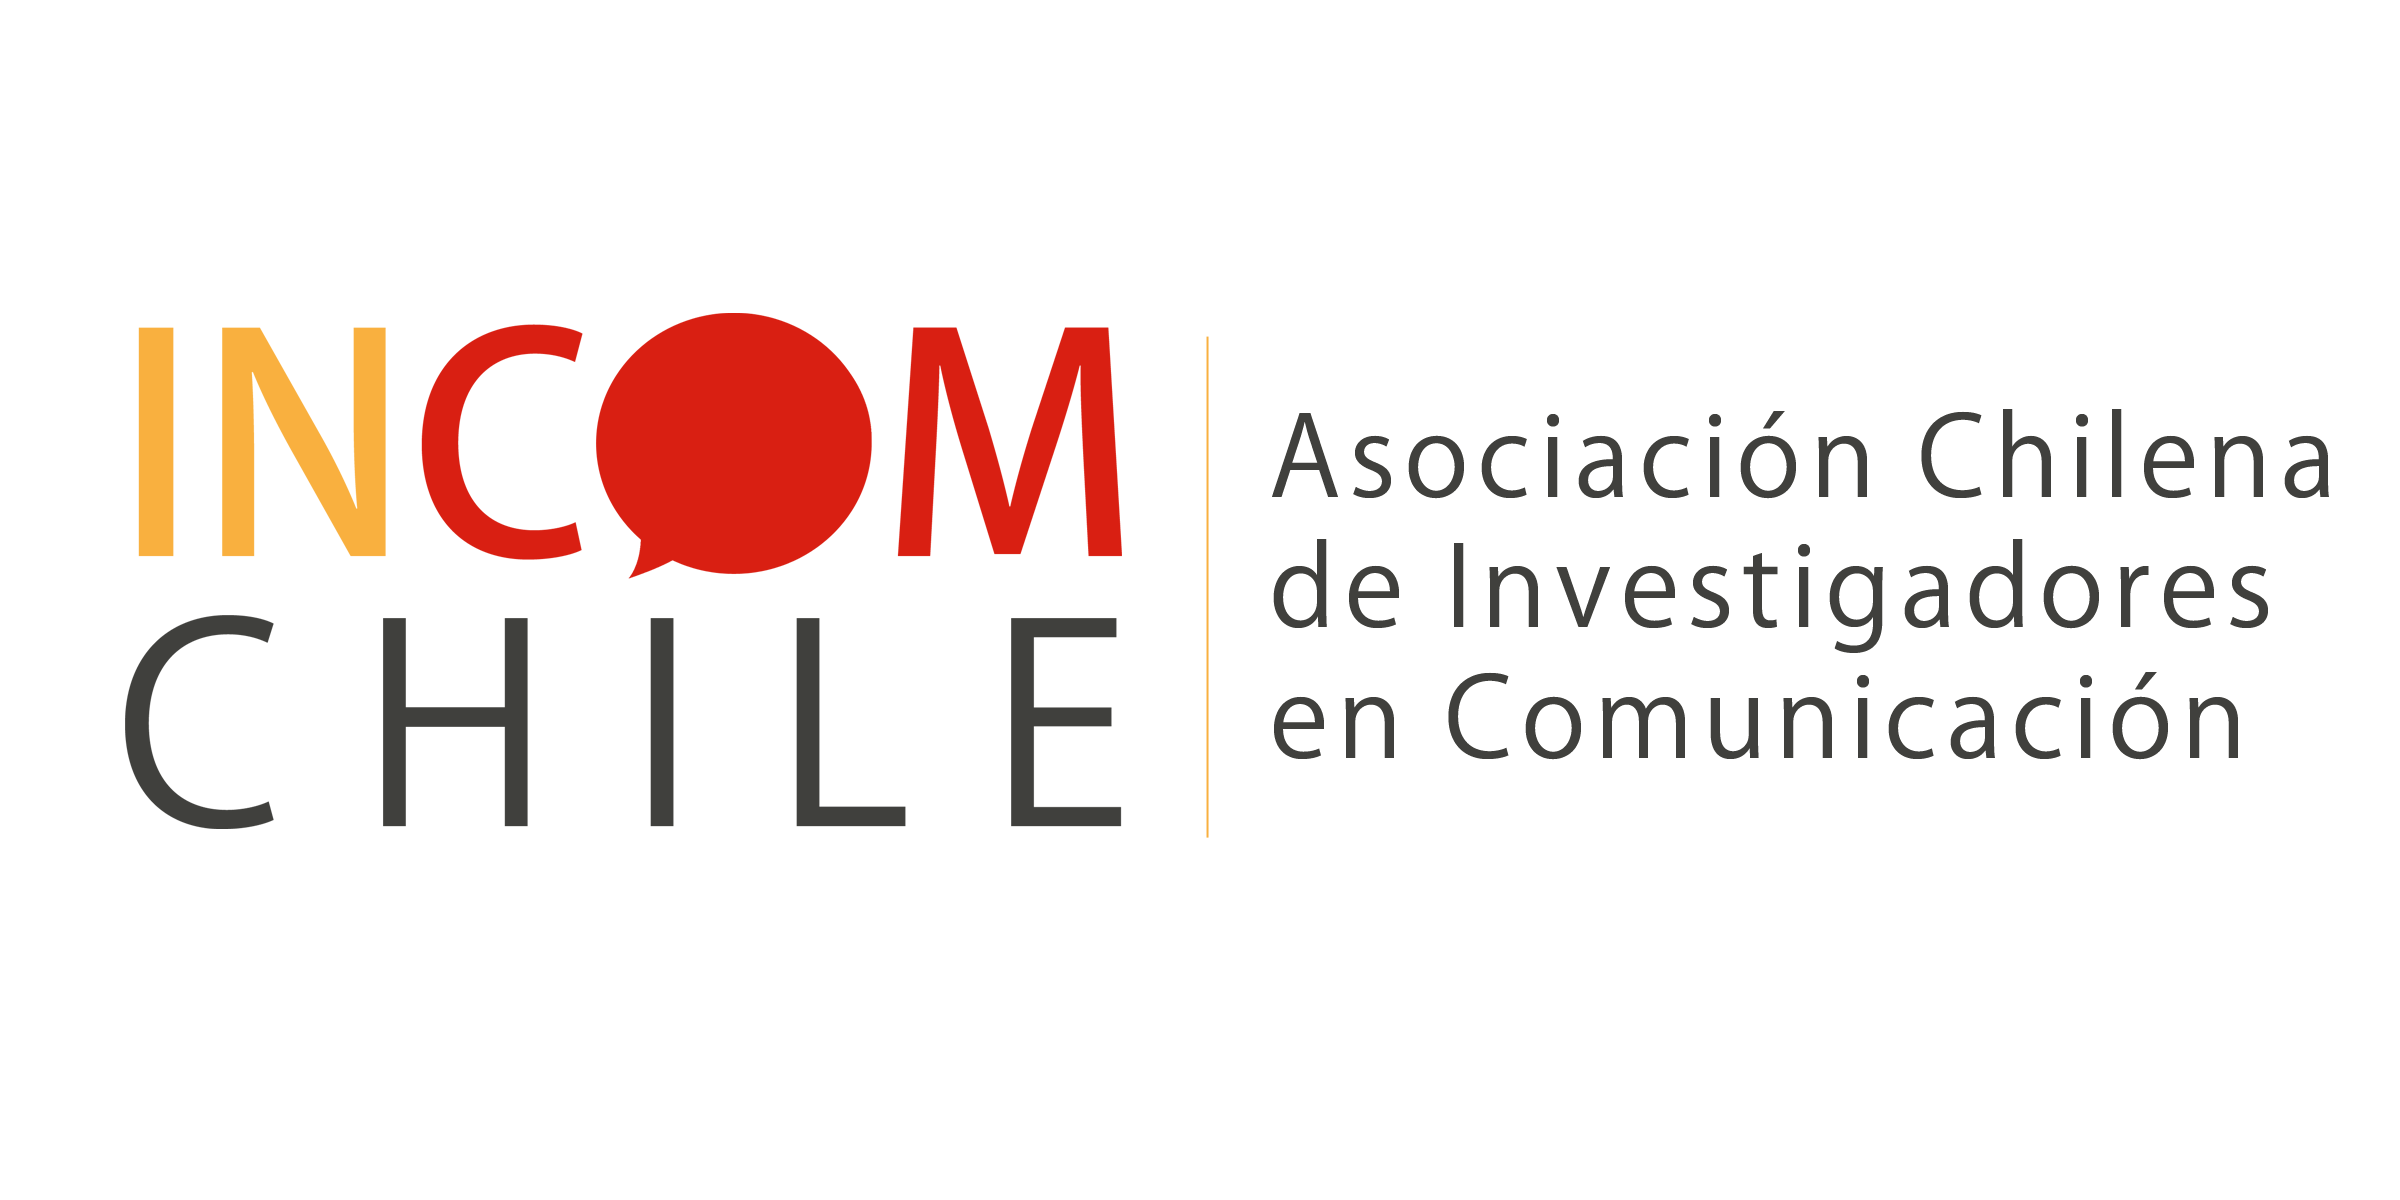 INCOM
CHILE
Asociación Chilena
de Investigadores
en Comunicación